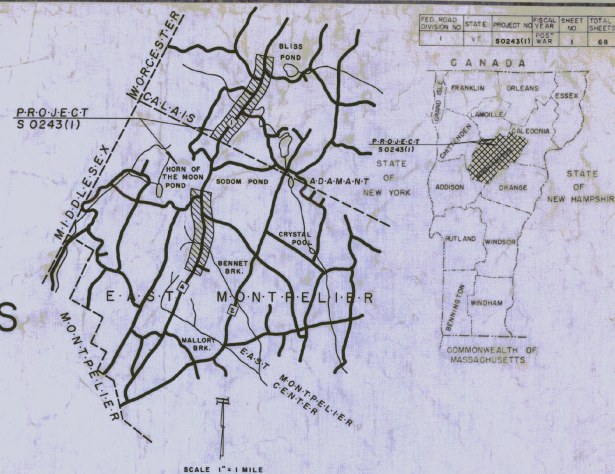 FED. ROAD DIVISION NO. STATE PROJECT NO. FISCAL YEAR SHEET NO. TOTAL SHEETS
1 VT. S0243(1) POST WAR 1 68
WORCESTER
BLISS
POND
CALAIS
PROJECT
S 0243(1)
MIDDLESEX
HORN OF
THE MOON
POND
SODOM POND
ADAMANT
CRYSTAL
POOL
BENNET
BRK.
EAST MONTPELIER
S
MALLORY
BRK.
EAST MONTPELIER
CENTER
MONTPELIER
SCALE 1" = 1 MILE
CANADA
GRAND ISLE
FRANKLIN
ORLEANS
ESSEX
LAMOILLE
CHITTENDEN
CALEDONIA
PROJECT
S0243(1)
STATE
OF
NEW YORK
ADDISON
ORANGE
STATE
OF
NEW HAMPSHIRE
RUTLAND
WINDSOR
BENNINGTON
WINDHAM
COMMONWEALTH OF
MASSACHUSETTS